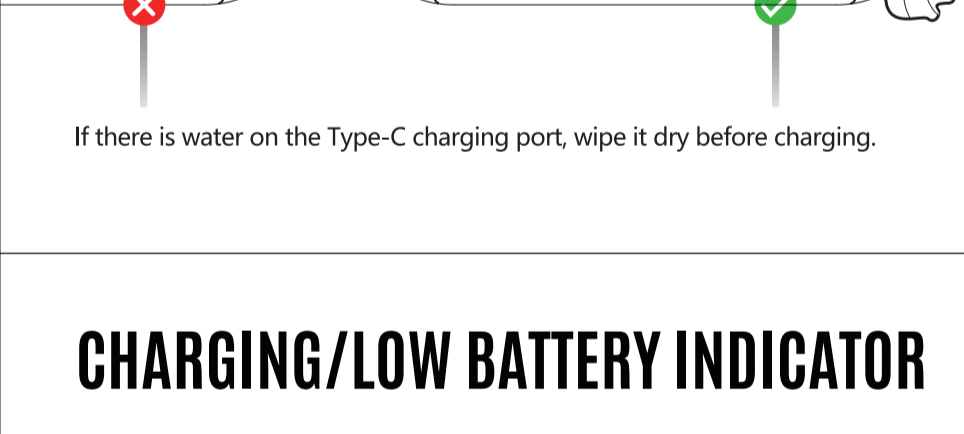 If there is water on the Type-C charging port, wipe it dry before charging.
CHARGING/LOW BATTERY INDICATOR